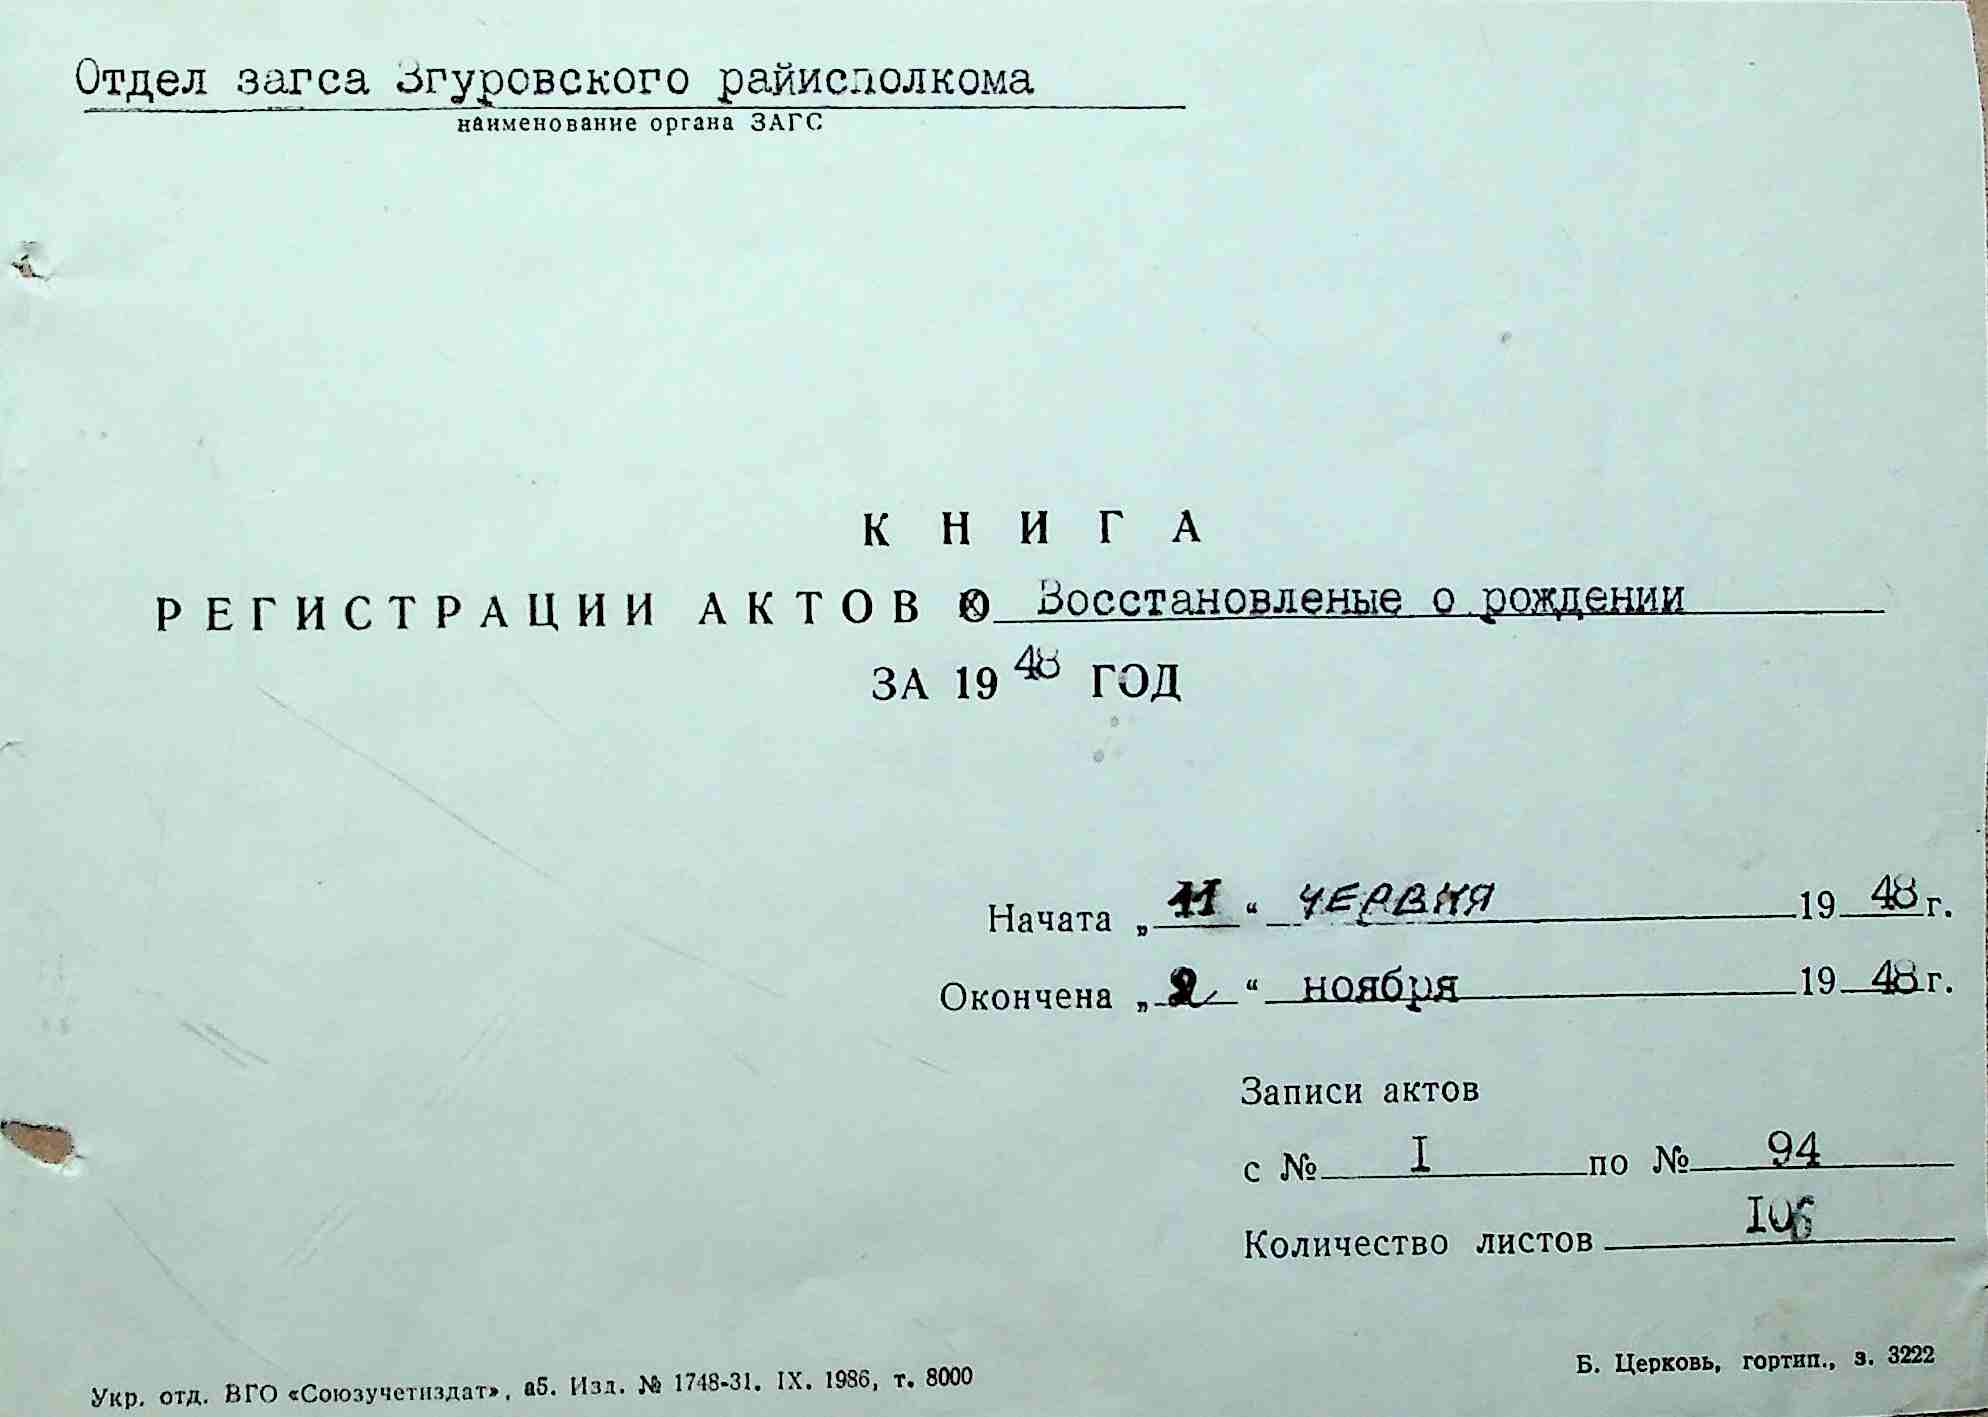 Отдел загса Згуровского райисполкома
наименование органа ЗАГС
КНИГА
РЕГИСТРАЦИИ АКТОВ О Восстановленые о рождении
ЗА 1948 ГОД
Начата „11“ ЧЕРВНЯ 1948 г.
Окончена „2“ ноября 1948 г.
Записи актов
с № I по № 94
Количество листов I06
Укр. отд. ВГО «Союзучетиздат», а5. Изд. № 1748-31. IX. 1986, т. 8000
Б. Церковь, гортип., з. 3222